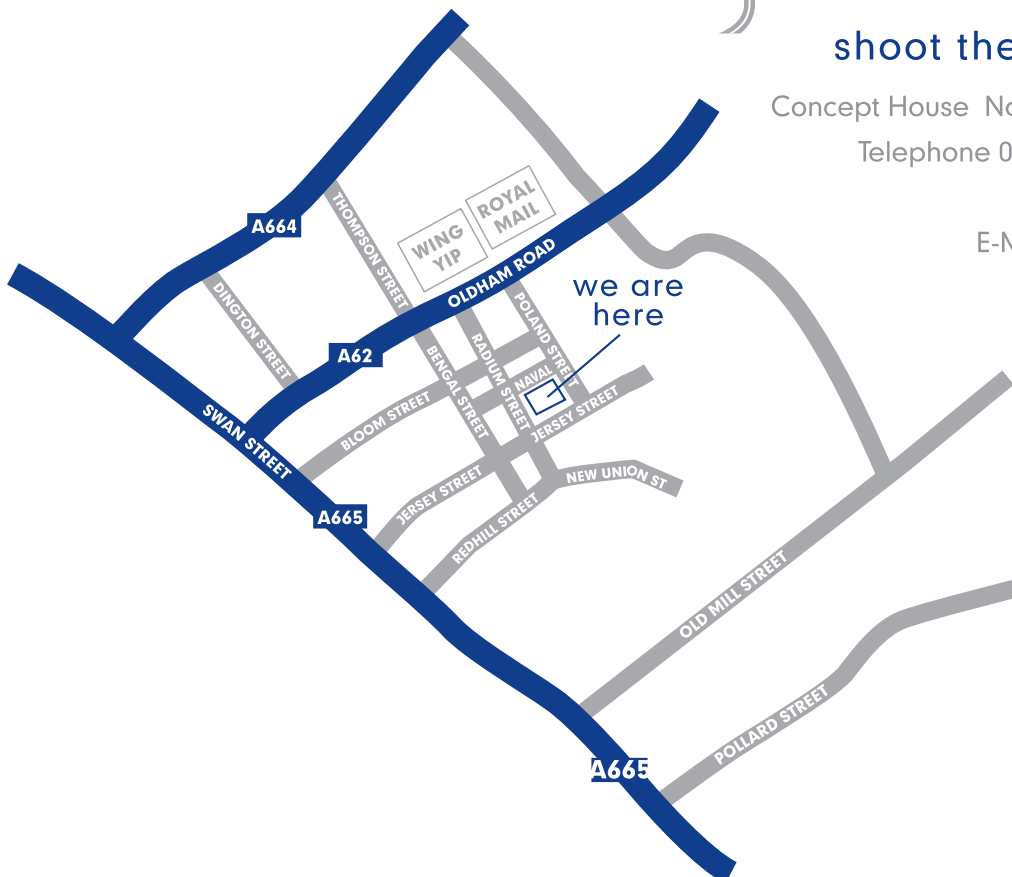 shoot the
Concept House No
Telephone 0
E-N
A664
THOMPSON STREET
ROYAL
MAIL
WING
YIP
OLDHAM ROAD
we are
here
DINGTON STREET
A62
POLAND STREET
RADIUM STREET
BENGAL STREET
NAVAL
BLOOM STREET
JERSEY STREET
SWAN STREET
JERSEY STREET
NEW UNION ST
A665
REDHILL STREET
OLD MILL STREET
POLLARD STREET
A665